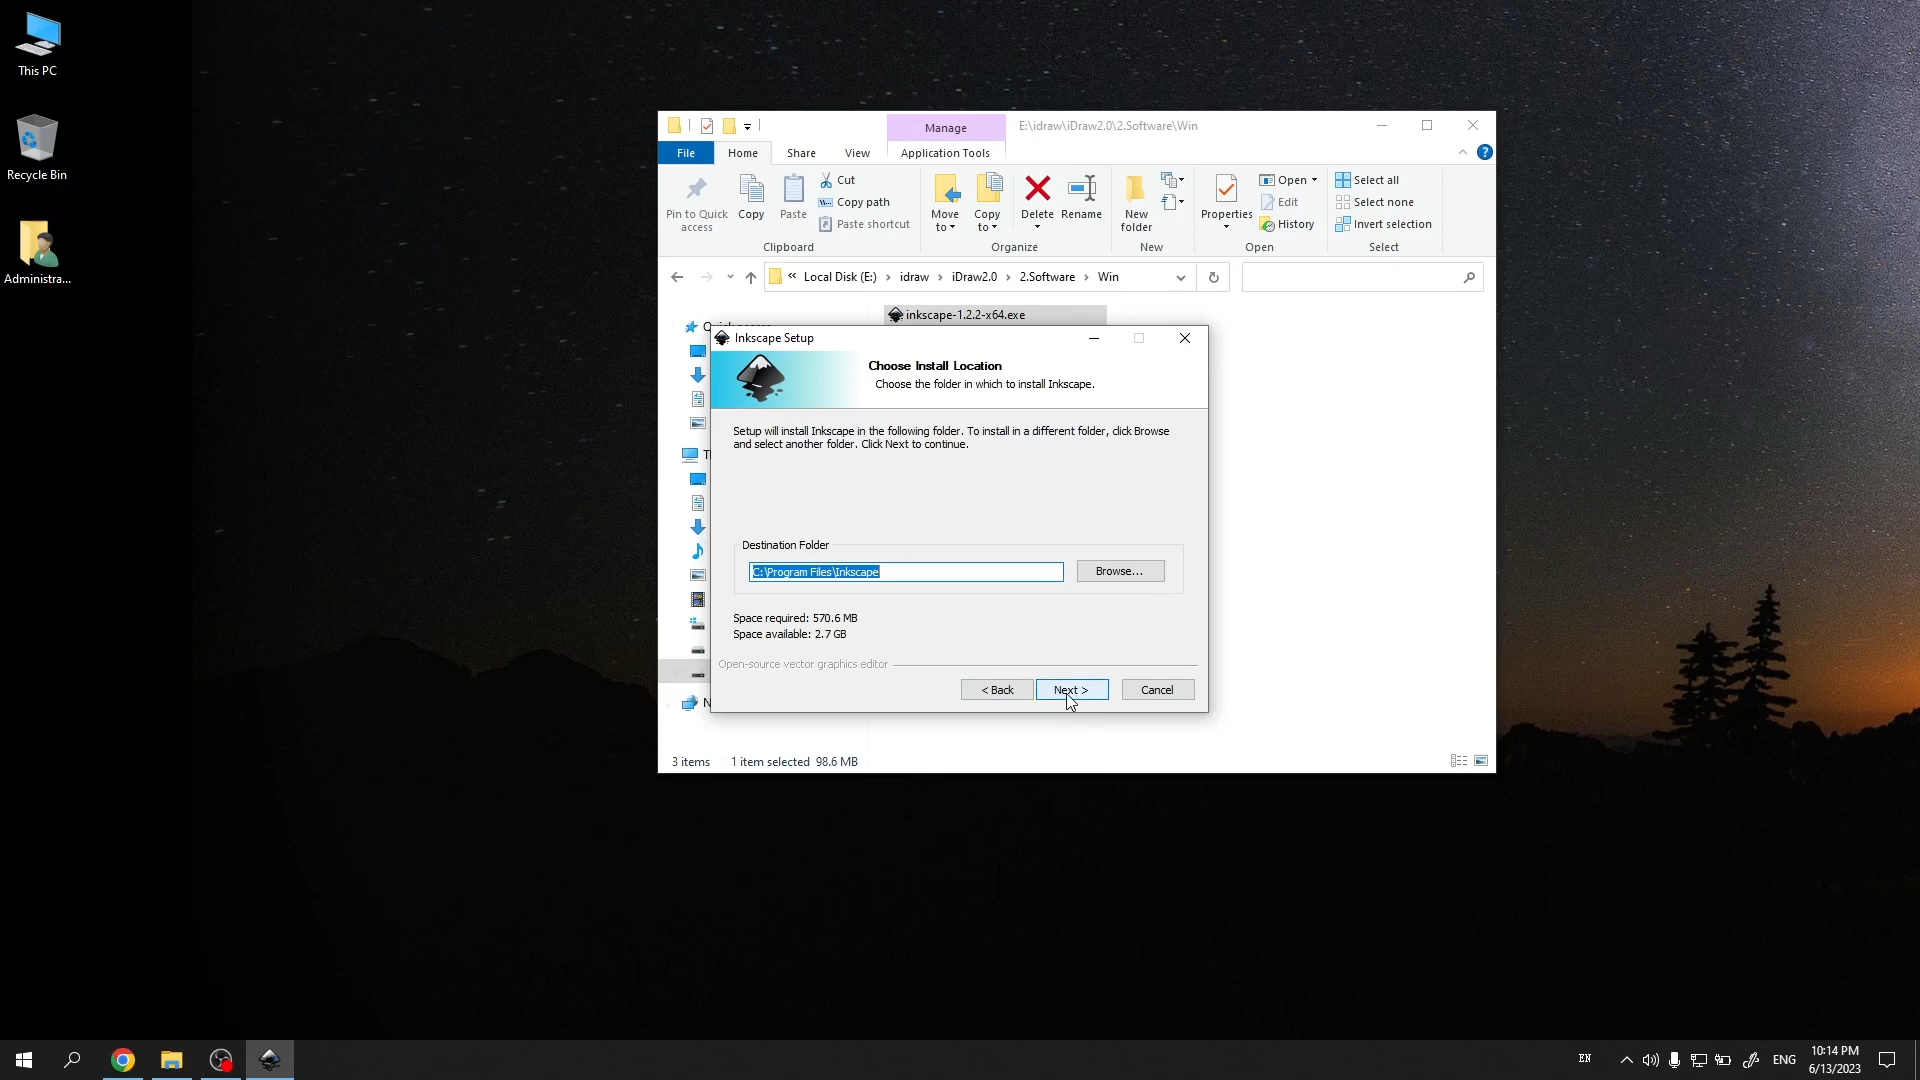 This PC
Recycle Bin
Administra...
Manage
E:\idraw\iDraw2.0\2.Software\Win
File
Home
Share
View
Application Tools
Pin to Quick access
Copy
Paste
Cut
Copy path
Paste shortcut
Clipboard
Move to
Copy to
Delete
Rename
Organize
New folder
New
Properties
Open
Edit
History
Open
Select all
Select none
Invert selection
Select
« Local Disk (E:) › idraw › iDraw2.0 › 2.Software › Win
inkscape-1.2.2-x64.exe
Inkscape Setup
Choose Install Location
Choose the folder in which to install Inkscape.
Setup will install Inkscape in the following folder. To install in a different folder, click Browse
and select another folder. Click Next to continue.
Destination Folder
C:\Program Files\Inkscape
Browse...
Space required: 570.6 MB
Space available: 2.7 GB
Open-source vector graphics editor
< Back
Next >
Cancel
3 items
1 item selected 98.6 MB
EN
ENG
10:14 PM
6/13/2023